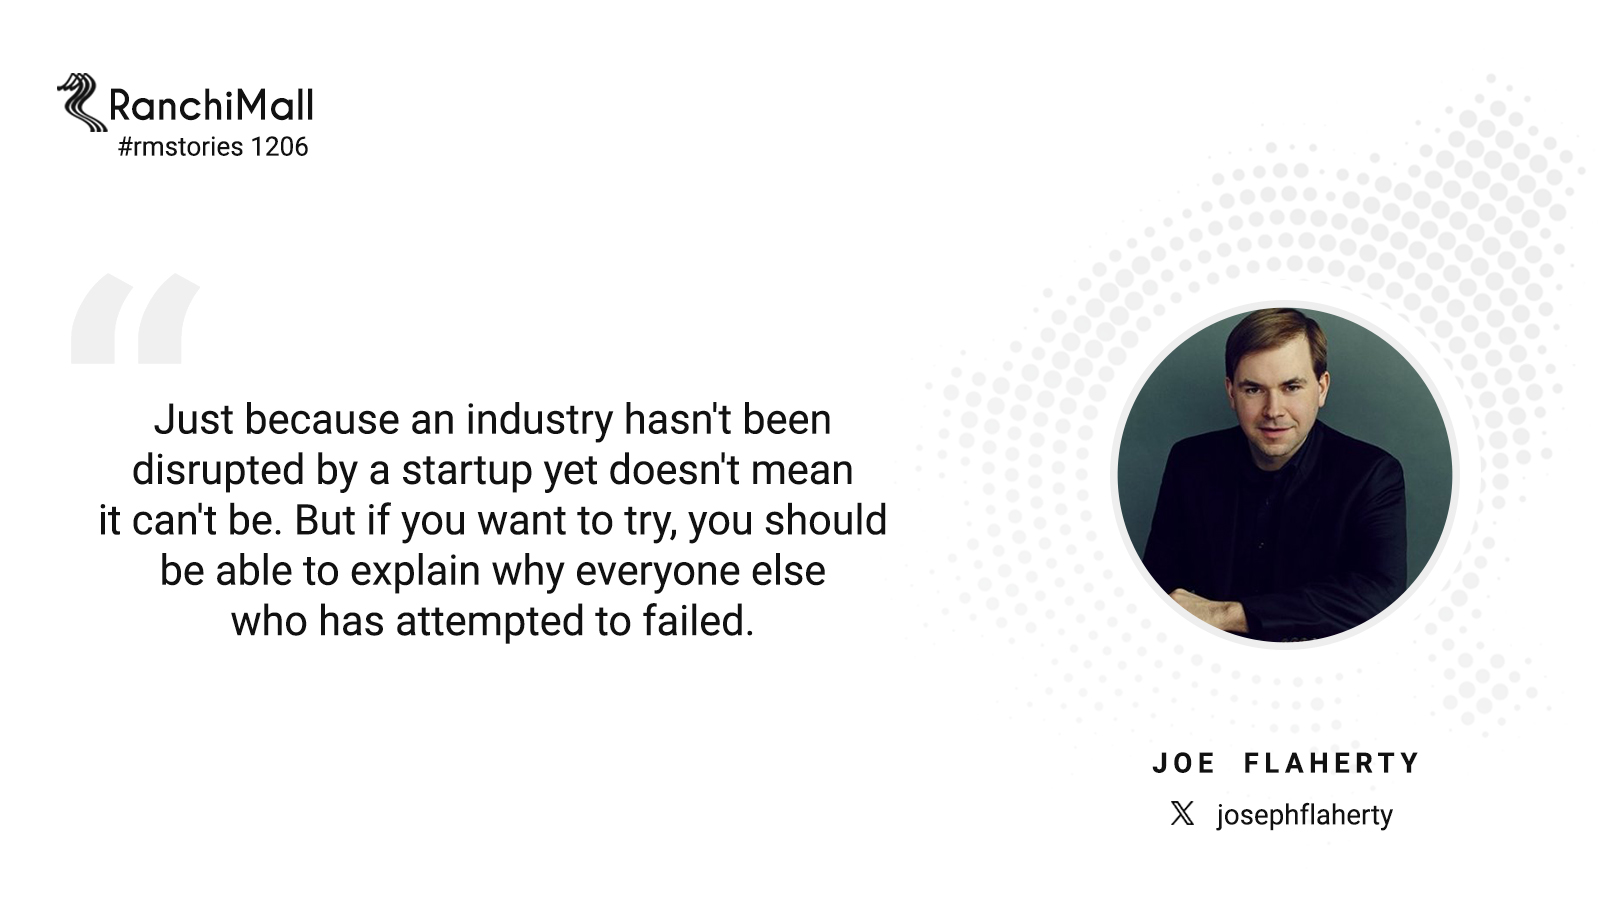 RanchiMall
#rmstories 1206
“
Just because an industry hasn't been
disrupted by a startup yet doesn't mean
it can't be. But if you want to try, you should
be able to explain why everyone else
who has attempted to failed.
JOE FLAHERTY
X josephflaherty